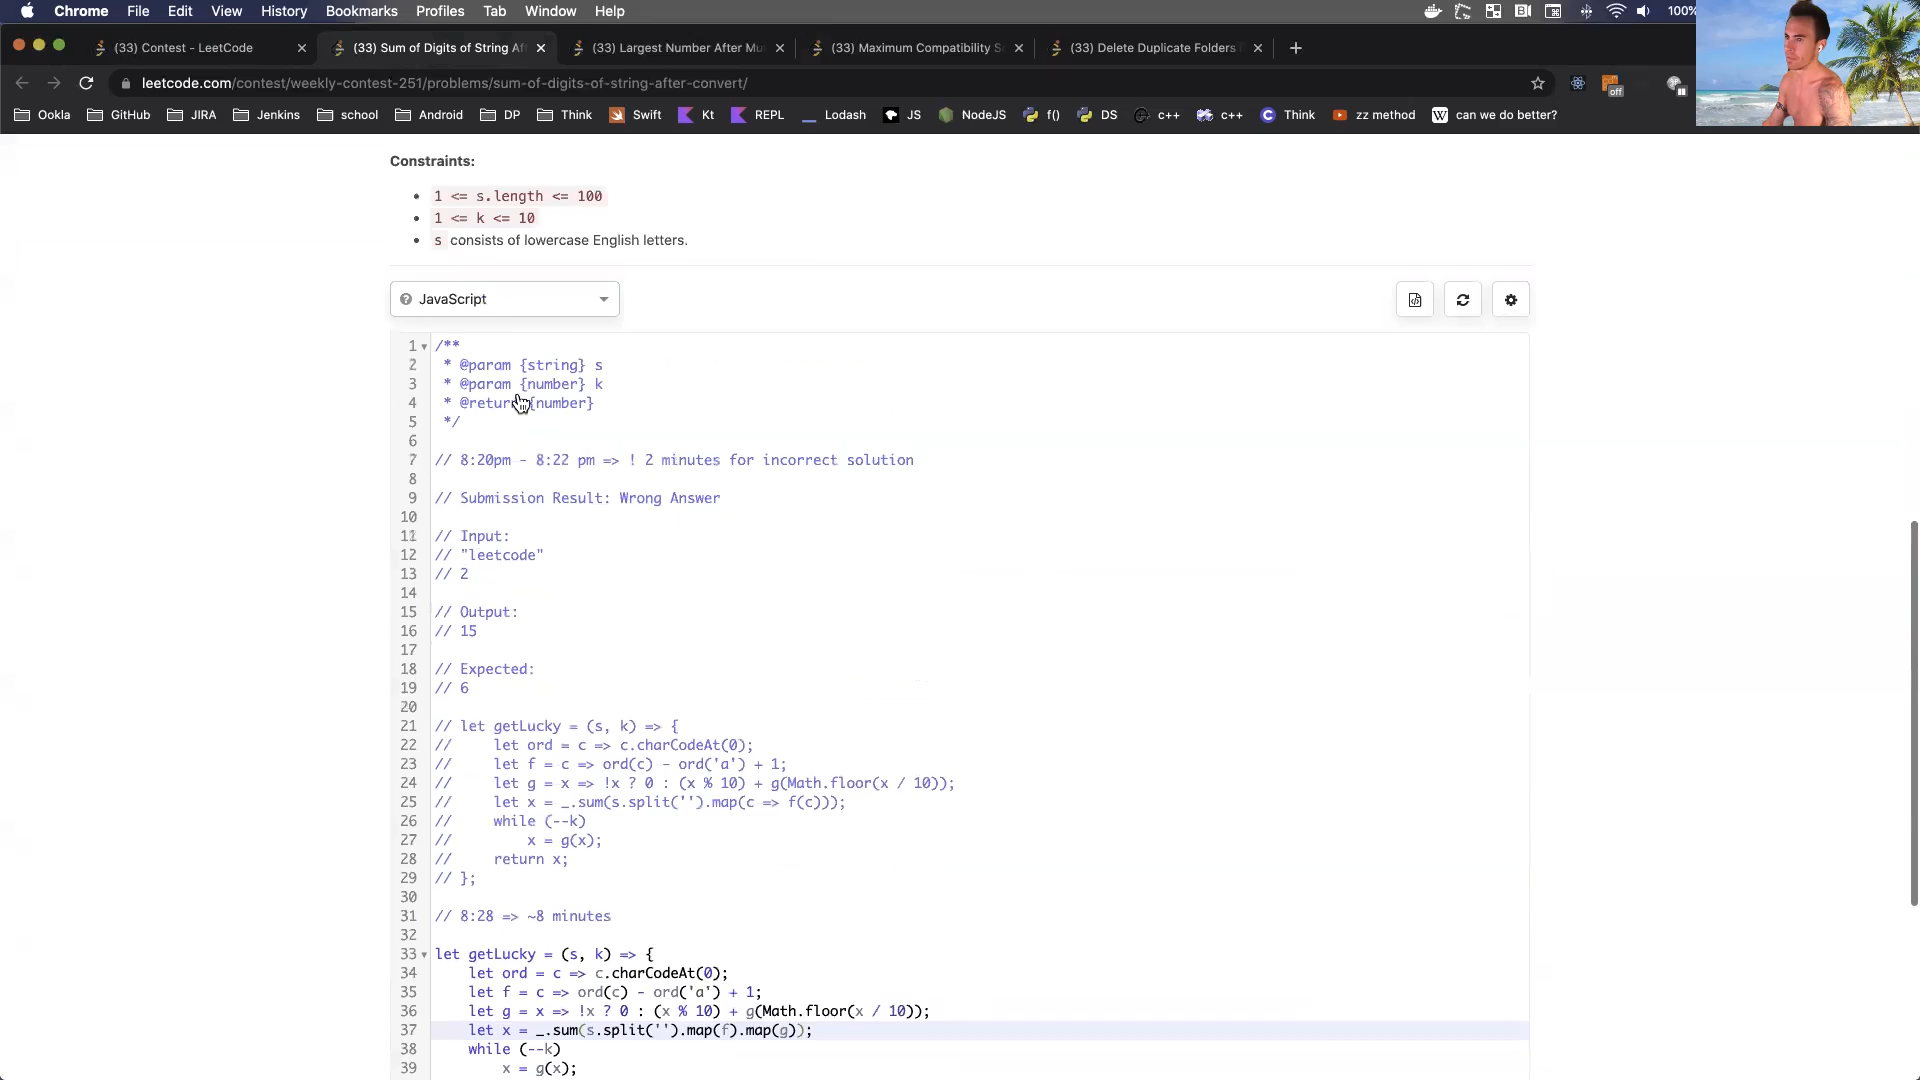 Chrome File Edit View History Bookmarks Profiles Tab Window Help 100%
(33) Contest - LeetCode (33) Sum of Digits of String Af (33) Largest Number After Mu (33) Maximum Compatibility S (33) Delete Duplicate Folders
leetcode.com/contest/weekly-contest-251/problems/sum-of-digits-of-string-after-convert/
off
Ookla GitHub JIRA Jenkins school Android DP Think Swift Kt REPL Lodash JS NodeJS f() DS c++ c++ Think zz method can we do better?
Constraints:
1 <= s.length <= 100
1 <= k <= 10
s consists of lowercase English letters.
JavaScript
1 /**
2 * @param {string} s
3 * @param {number} k
4 * @return {number}
5 */
6
7 // 8:20pm - 8:22 pm => ! 2 minutes for incorrect solution
8
9 // Submission Result: Wrong Answer
10
11 // Input:
12 // "leetcode"
13 // 2
14
15 // Output:
16 // 15
17
18 // Expected:
19 // 6
20
21 // let getLucky = (s, k) => {
22 //     let ord = c => c.charCodeAt(0);
23 //     let f = c => ord(c) - ord('a') + 1;
24 //     let g = x => !x ? 0 : (x % 10) + g(Math.floor(x / 10));
25 //     let x = _.sum(s.split('').map(c => f(c)));
26 //     while (--k)
27 //         x = g(x);
28 //     return x;
29 // };
30
31 // 8:28 => ~8 minutes
32
33 let getLucky = (s, k) => {
34     let ord = c => c.charCodeAt(0);
35     let f = c => ord(c) - ord('a') + 1;
36     let g = x => !x ? 0 : (x % 10) + g(Math.floor(x / 10));
37     let x = _.sum(s.split('').map(f).map(g));
38     while (--k)
39         x = g(x);